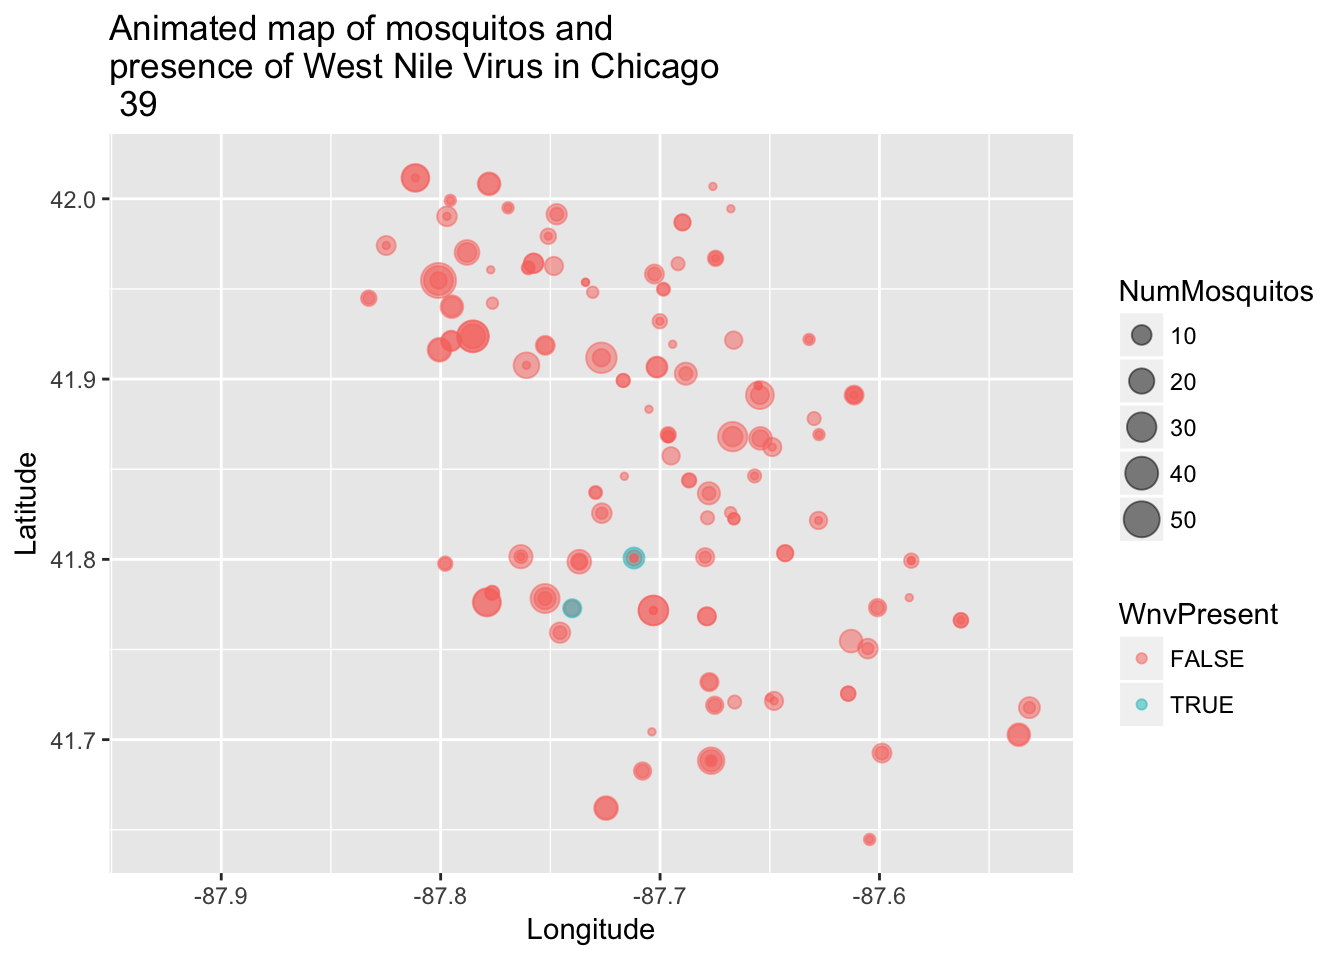 Animated map of mosquitos and
presence of West Nile Virus in Chicago
39
42.0
41.9
41.8
41.7
Latitude
-87.9
-87.8
-87.7
-87.6
Longitude
NumMosquitos
10
20
30
40
50
WnvPresent
FALSE
TRUE